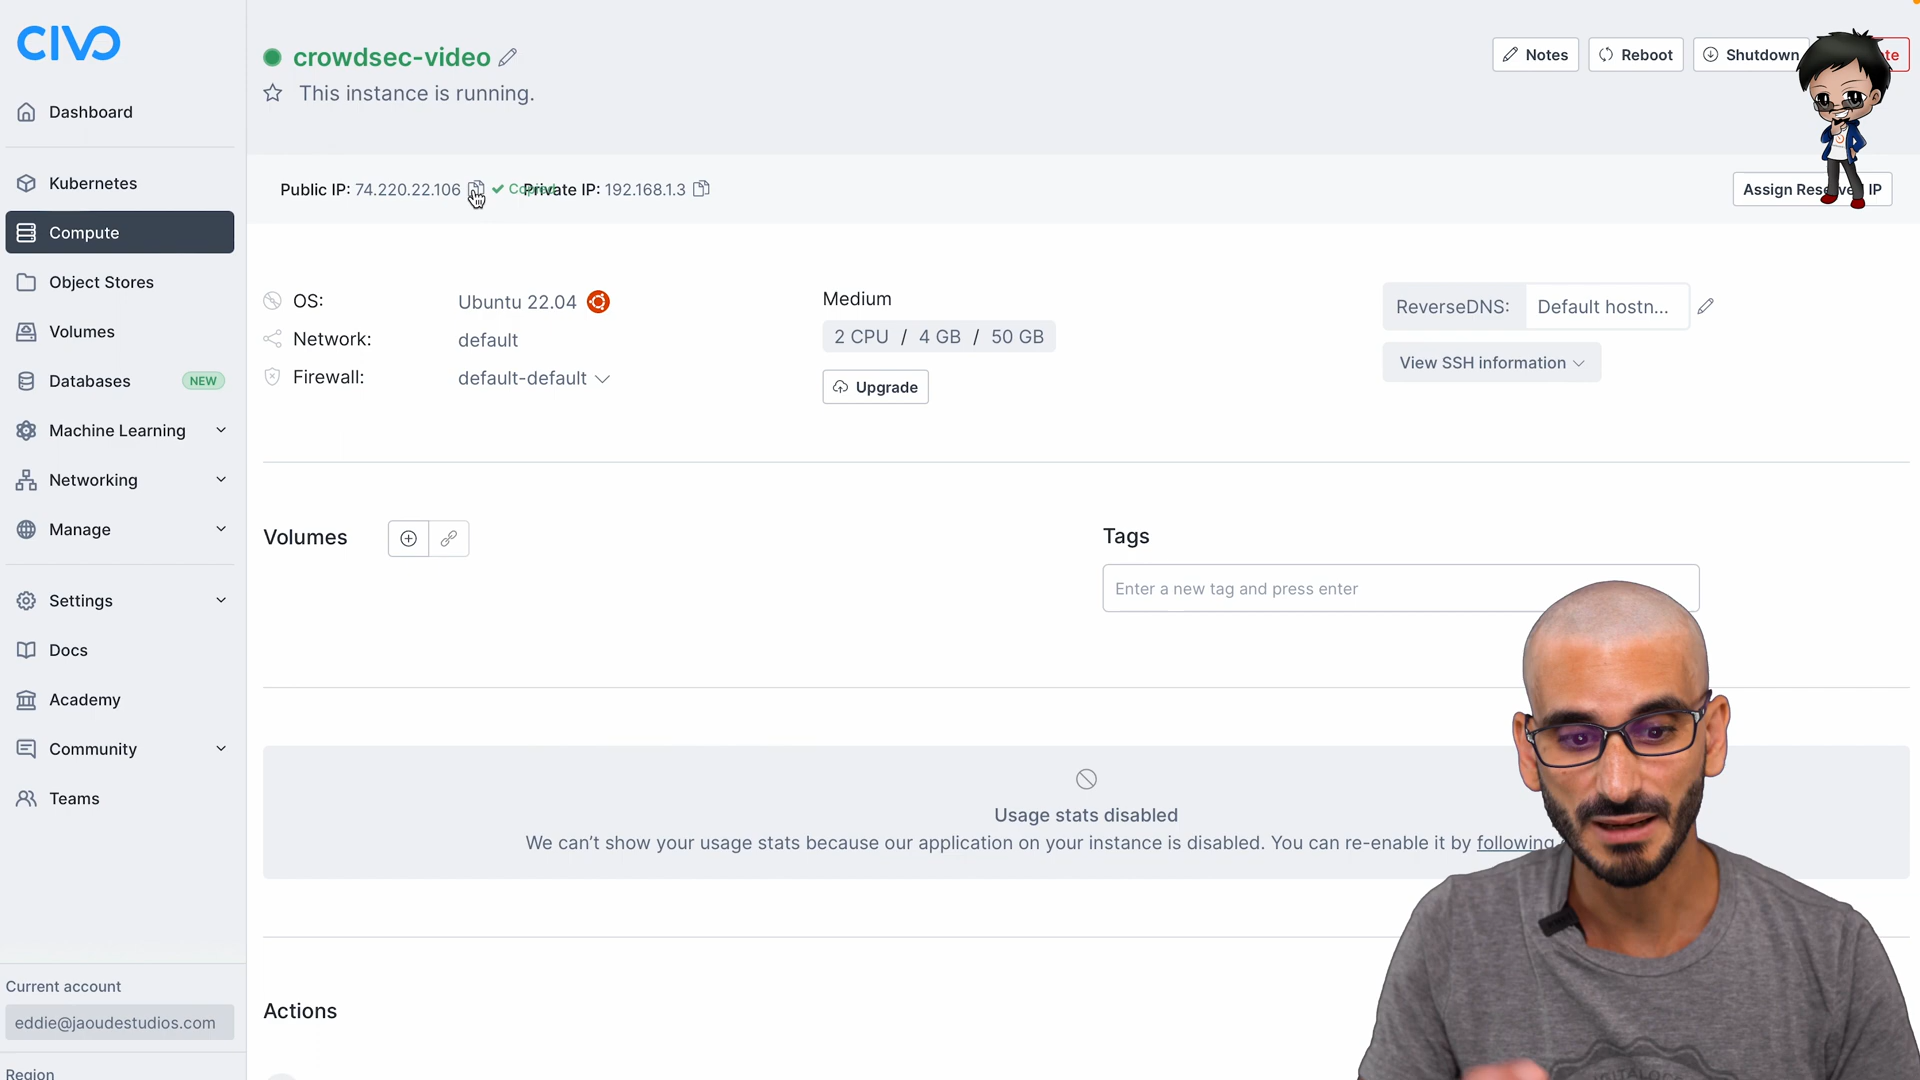 CIVO
Dashboard
Kubernetes
Compute
Object Stores
Volumes
Databases NEW
Machine Learning
Networking
Manage
Settings
Docs
Academy
Community
Teams
Current account
eddie@jaoudestudios.com
Region
crowdsec-video
This instance is running.
Notes
Reboot
Shutdown
te
Public IP: 74.220.22.106
Private IP: 192.168.1.3
Assign Rese IP
OS: Ubuntu 22.04
Network: default
Firewall: default-default
Medium
2 CPU / 4 GB / 50 GB
Upgrade
ReverseDNS: Default hostn...
View SSH information
Volumes
Tags
Enter a new tag and press enter
Usage stats disabled
We can't show your usage stats because our application on your instance is disabled. You can re-enable it by following
Actions